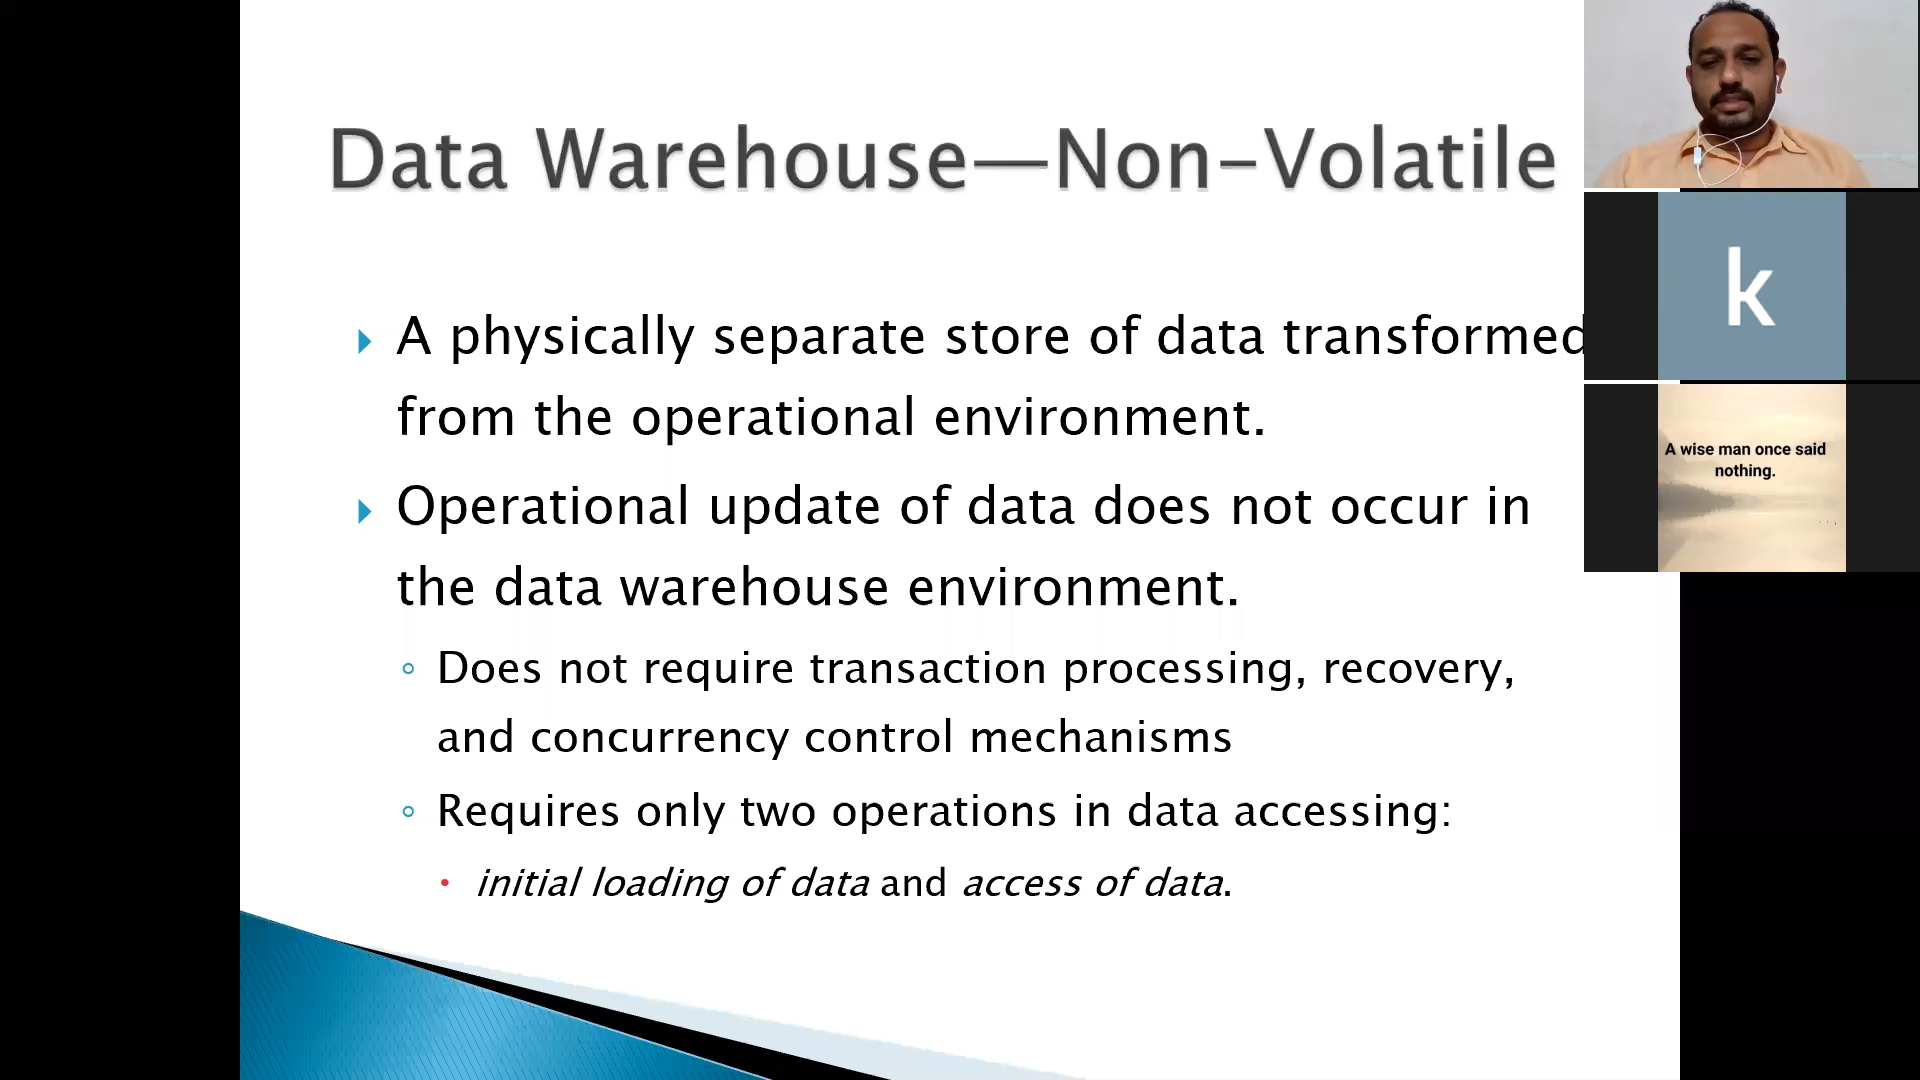 Data Warehouse—Non-Volatile
A physically separate store of data transformed
from the operational environment.
Operational update of data does not occur in
the data warehouse environment.
Does not require transaction processing, recovery,
and concurrency control mechanisms
Requires only two operations in data accessing:
initial loading of data and access of data.
k
A wise man once said
nothing.